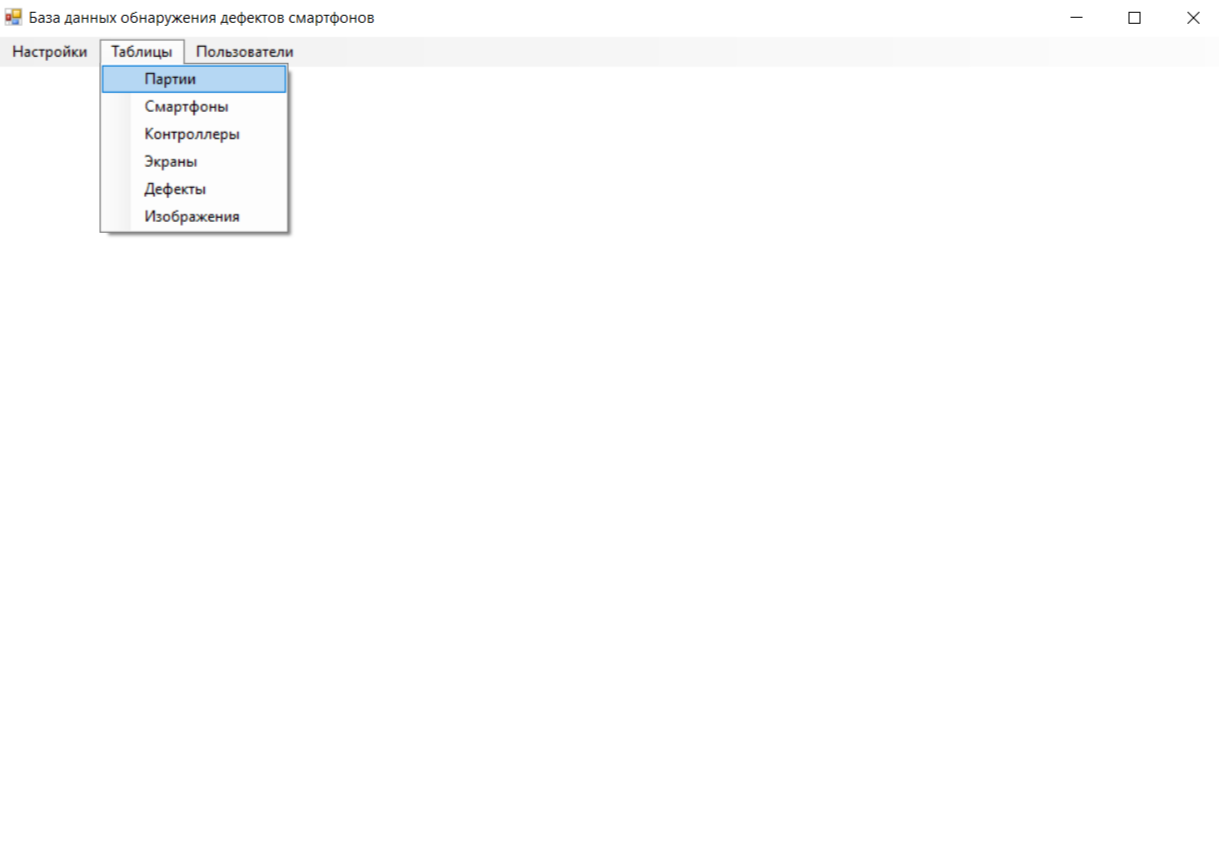 База данных обнаружения дефектов смартфонов
Настройки Таблицы Пользователи
Партии
Смартфоны
Контроллеры
Экраны
Дефекты
Изображения